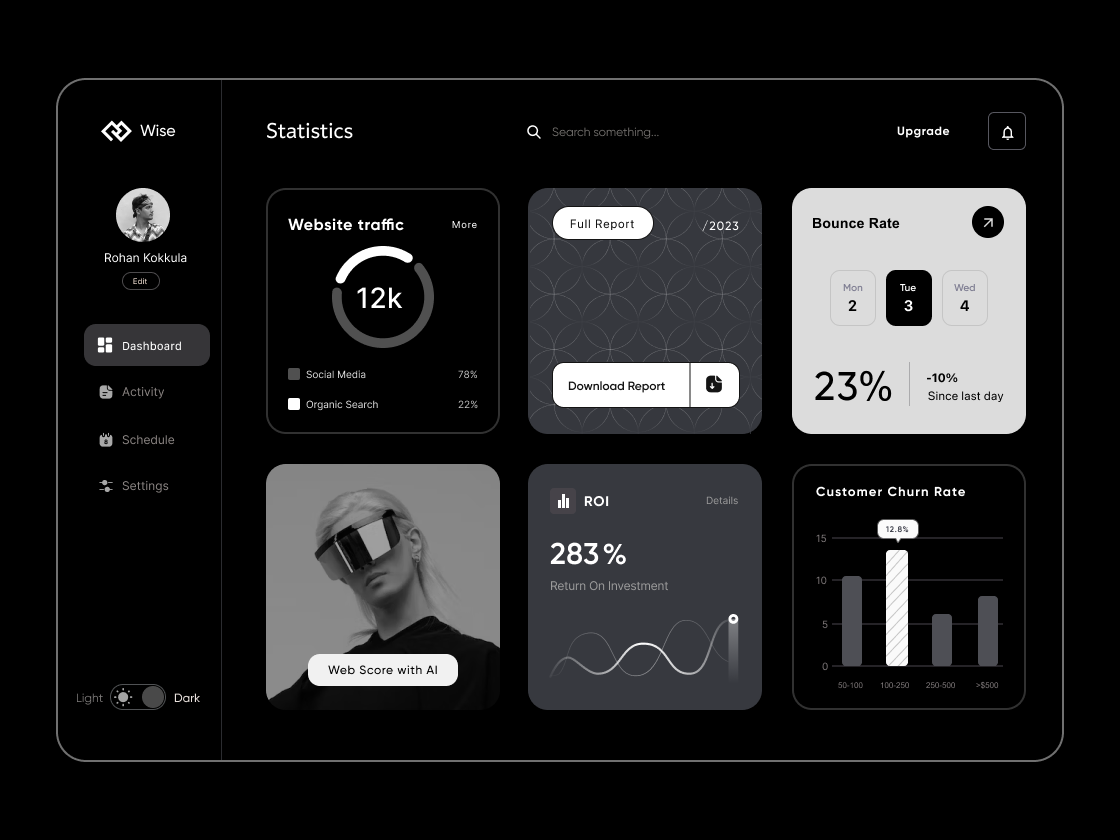 Wise
Rohan Kokkula
Edit
Dashboard
Activity
Schedule
Settings
Light
Dark
Statistics
Search something...
Upgrade
Website traffic
More
12k
Social Media 78%
Organic Search 22%
Full Report
/2023
Download Report
Bounce Rate
Mon Tue Wed
2 3 4
23%
-10%
Since last day
Web Score with AI
ROI
Details
283%
Return On Investment
Customer Churn Rate
12.8%
15
10
5
0
50-100 100-250 250-500 >$500